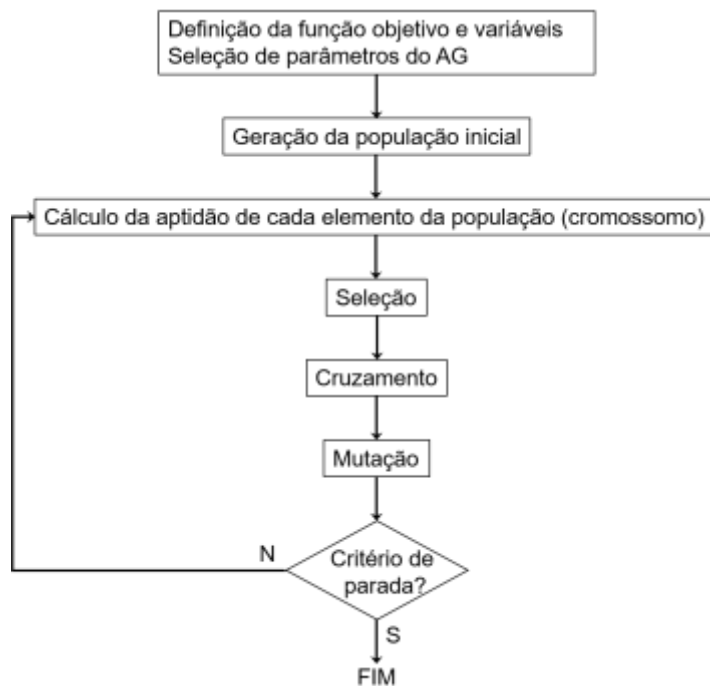 Definição da função objetivo e variáveis
Seleção de parâmetros do AG
Geração da população inicial
Cálculo da aptidão de cada elemento da população (cromossomo)
Seleção
Cruzamento
Mutação
N
Critério de
parada?
S
FIM